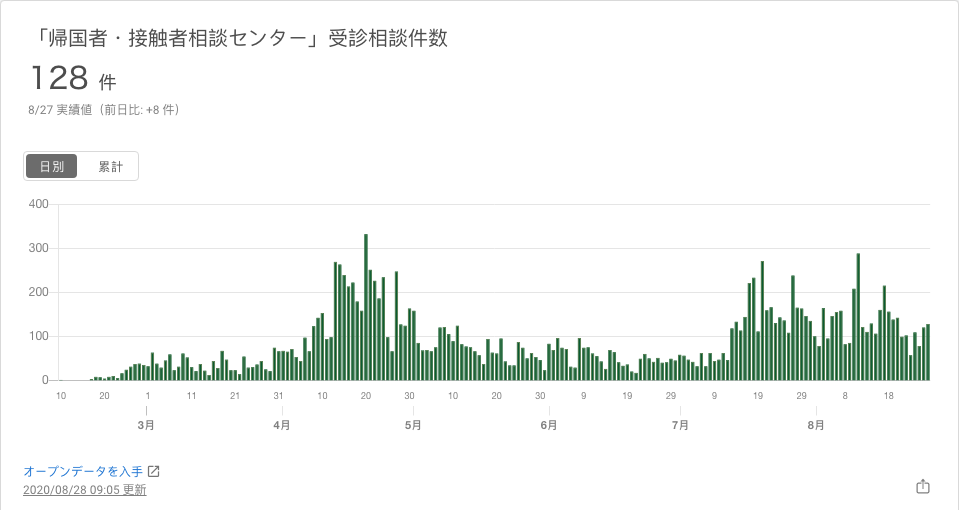 「帰国者・接触者相談センター」受診相談件数
128 件
8/27 実績値（前日比: +8 件）
日別 累計
400
300
200
100
0
10 20 1 11 21 31 10 20 30 10 20 30 9 19 29 9 19 29 8 18
3月 4月 5月 6月 7月 8月
オープンデータを入手
2020/08/28 09:05 更新